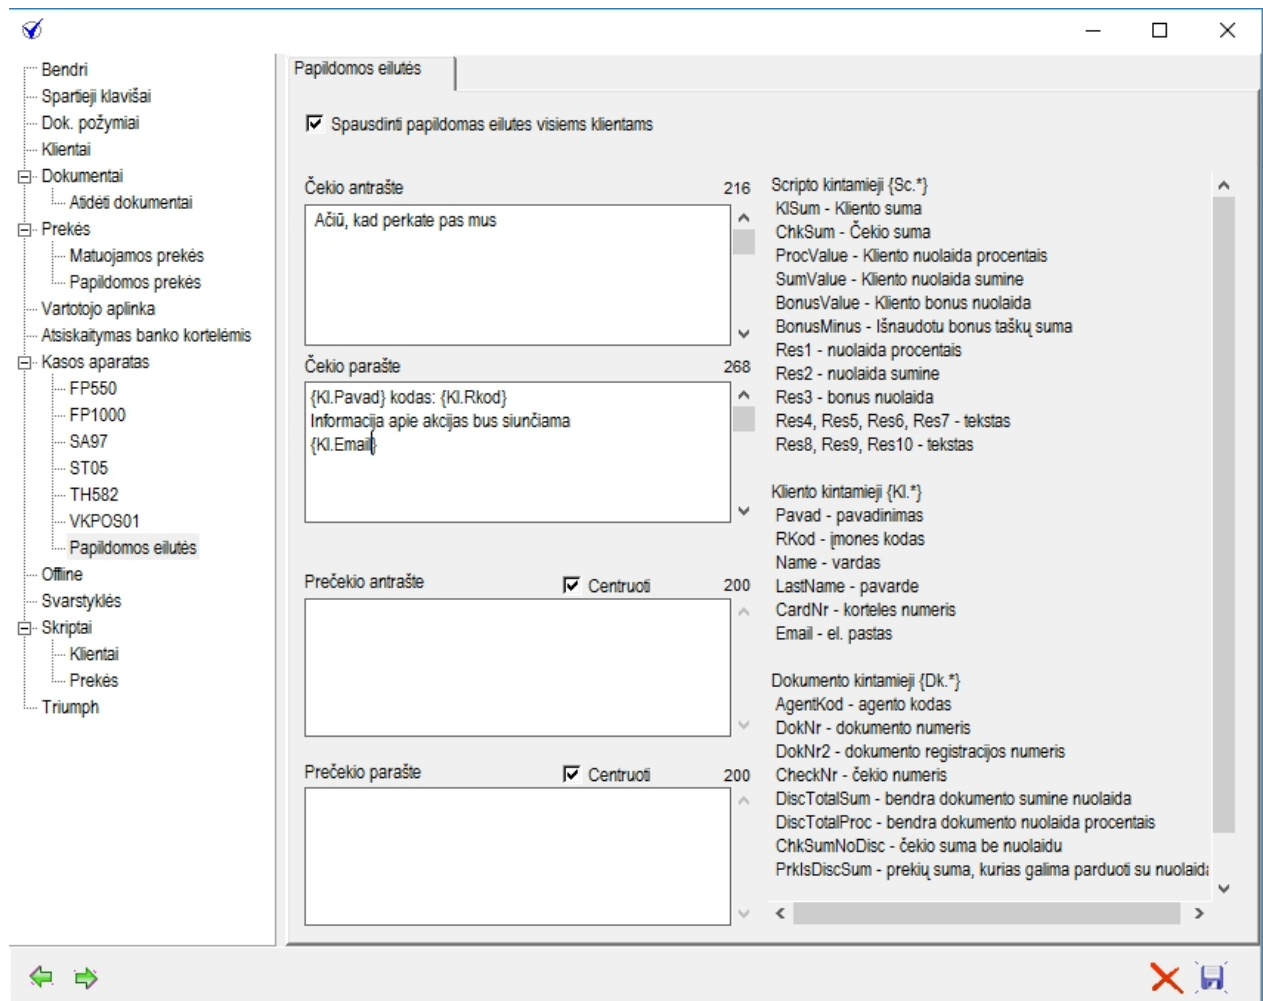 Bendri
Spartieji klavišai
Dok. požymiai
Klientai
Dokumentai
Atidėti dokumentai
Prekės
Matuojamos prekės
Papildomos prekės
Vartotojo aplinka
Atsiskaitymas banko kortelėmis
Kasos aparatas
FP550
FP1000
SA97
ST05
TH582
VKPOS01
Papildomos eilutės
Offline
Svarstyklės
Skriptai
Klientai
Prekės
Triumph
Papildomos eilutės
Spausdinti papildomas eilutes visiems klientams
Čekio antrašte 216
Ačiū, kad perkate pas mus
Čekio parašte 268
{Kl.Pavad} kodas: {Kl.Rkod}
Informacija apie akcijas bus siunčiama
{Kl.Email}
Prečekio antrašte Centruoti 200
Prečekio parašte Centruoti 200
Scripto kintamieji {Sc.*}
KlSum - Kliento suma
ChkSum - Čekio suma
ProcValue - Kliento nuolaida procentais
SumValue - Kliento nuolaida sumine
BonusValue - Kliento bonus nuolaida
BonusMinus - Išnaudotu bonus taškų suma
Res1 - nuolaida procentais
Res2 - nuolaida sumine
Res3 - bonus nuolaida
Res4, Res5, Res6, Res7 - tekstas
Res8, Res9, Res10 - tekstas
Kliento kintamieji {Kl.*}
Pavad - pavadinimas
RKod - įmones kodas
Name - vardas
LastName - pavarde
CardNr - korteles numeris
Email - el. pastas
Dokumento kintamieji {Dk.*}
AgentKod - agento kodas
DokNr - dokumento numeris
DokNr2 - dokumento registracijos numeris
CheckNr - čekio numeris
DiscTotalSum - bendra dokumento sumine nuolaida
DiscTotalProc - bendra dokumento nuolaida procentais
ChkSumNoDisc - čekio suma be nuolaidu
PrkIsDiscSum - prekių suma, kurias galima parduoti su